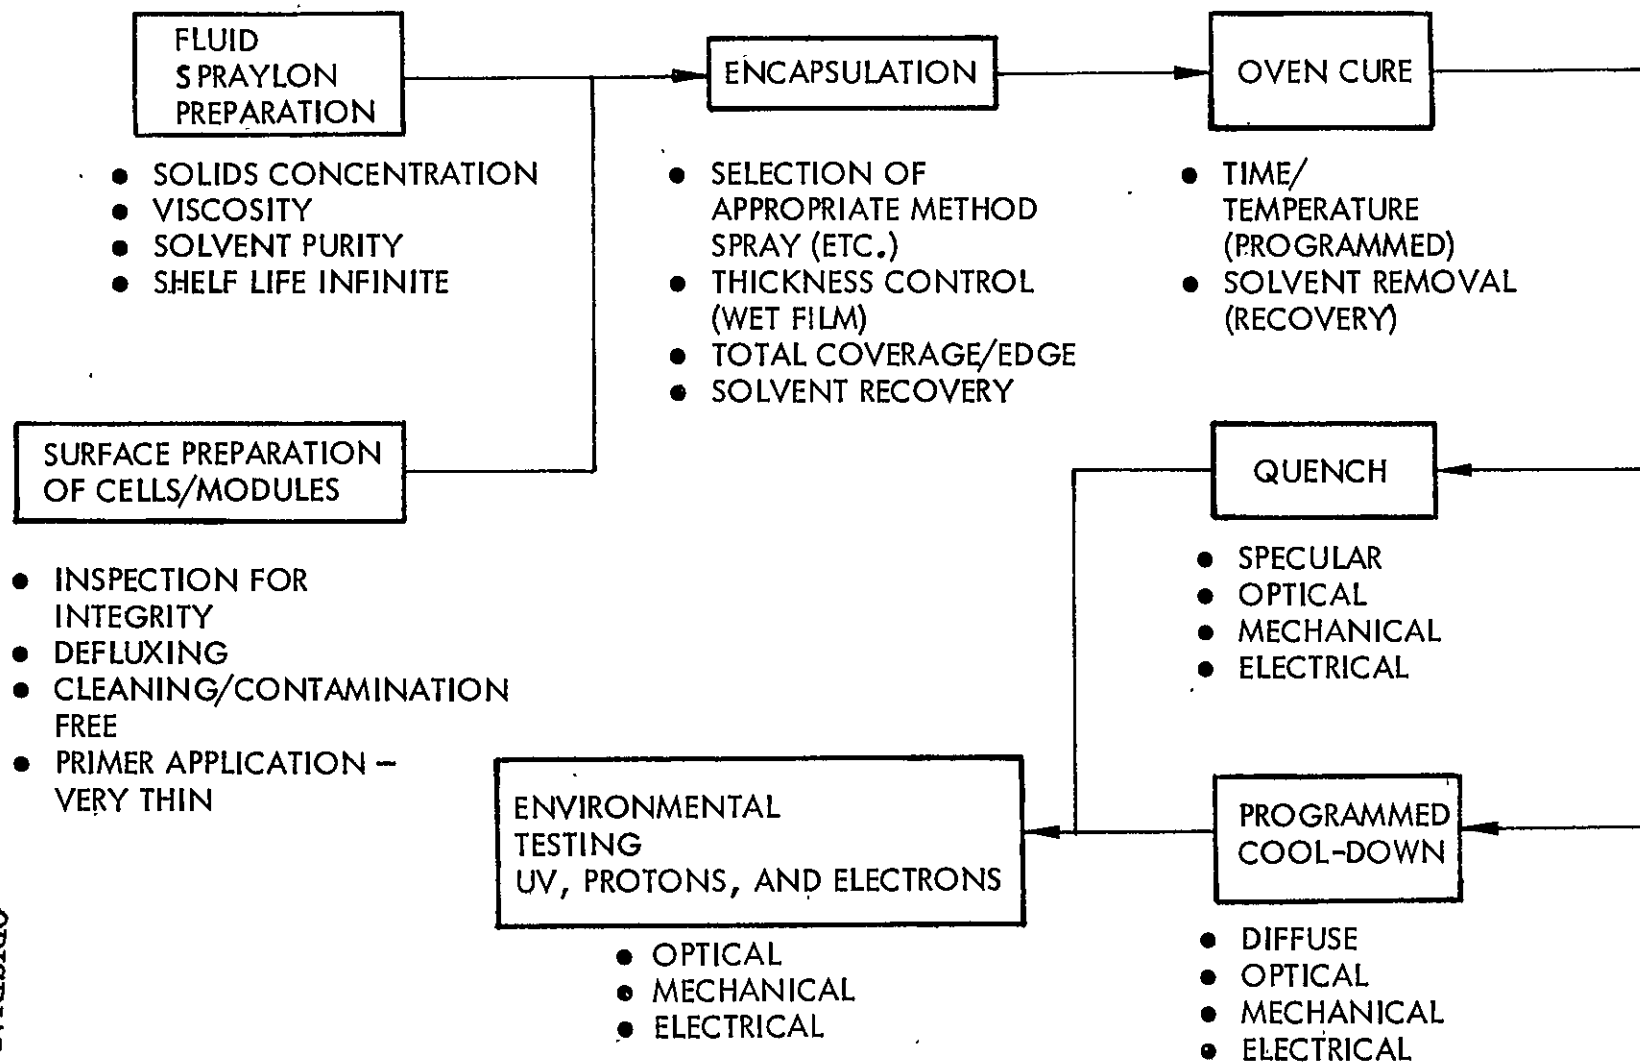 FLUID
SPRAYLON
PREPARATION
● SOLIDS CONCENTRATION
● VISCOSITY
● SOLVENT PURITY
● SHELF LIFE INFINITE
SURFACE PREPARATION
OF CELLS/MODULES
● INSPECTION FOR
INTEGRITY
● DEFLUXING
● CLEANING/CONTAMINATION
FREE
● PRIMER APPLICATION –
VERY THIN
ENCAPSULATION
● SELECTION OF
APPROPRIATE METHOD
SPRAY (ETC.)
● THICKNESS CONTROL
(WET FILM)
● TOTAL COVERAGE/EDGE
● SOLVENT RECOVERY
OVEN CURE
● TIME/
TEMPERATURE
(PROGRAMMED)
● SOLVENT REMOVAL
(RECOVERY)
QUENCH
● SPECULAR
● OPTICAL
● MECHANICAL
● ELECTRICAL
PROGRAMMED
COOL-DOWN
● DIFFUSE
● OPTICAL
● MECHANICAL
● ELECTRICAL
ENVIRONMENTAL
TESTING
UV, PROTONS, AND ELECTRONS
● OPTICAL
● MECHANICAL
● ELECTRICAL